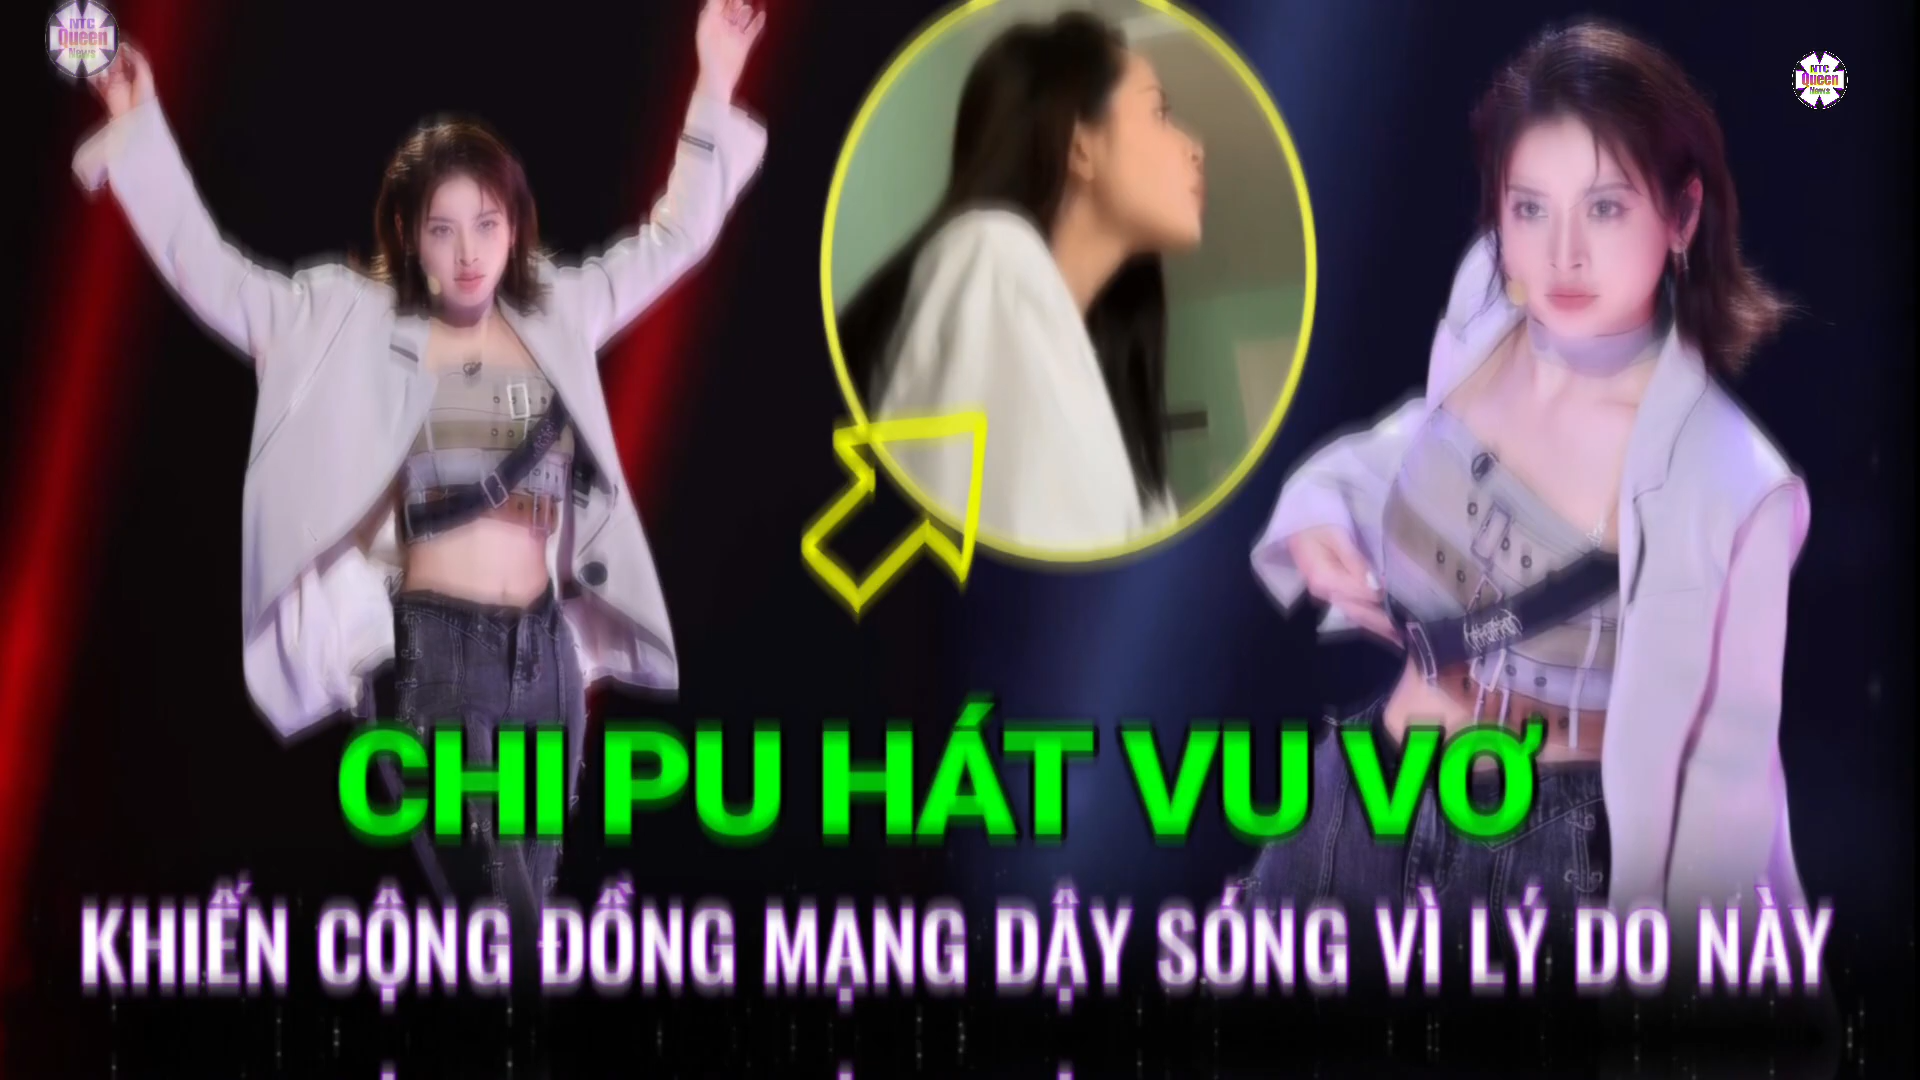 NTC
Queen
News
NTC
Queen
News
CHI PU HÁT VU VƠ
KHIẾN CỘNG ĐỒNG MẠNG DẬY SÓNG VÌ LÝ DO NÀY